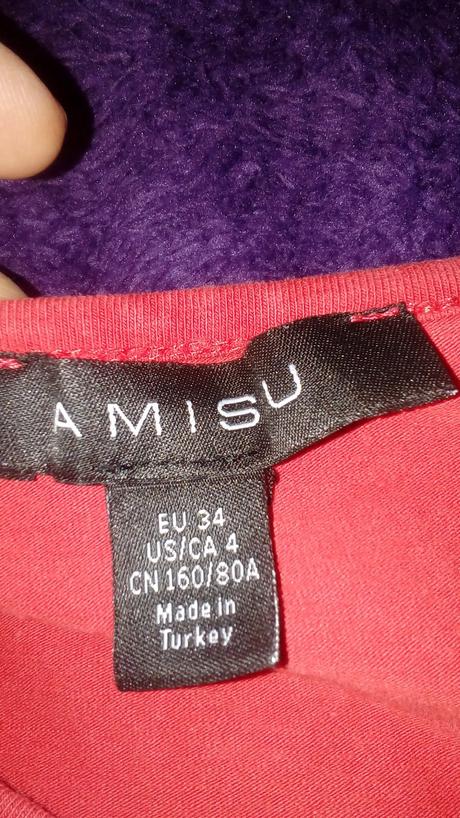 AMISU
EU 34
US/CA 4
CN 160/80A
Made in
Turkey